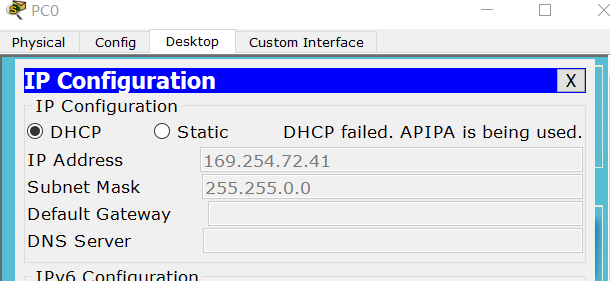 PC0
Physical Config Desktop Custom Interface
IP Configuration X
IP Configuration
DHCP Static DHCP failed. APIPA is being used.
IP Address 169.254.72.41
Subnet Mask 255.255.0.0
Default Gateway
DNS Server
IPv6 Configuration